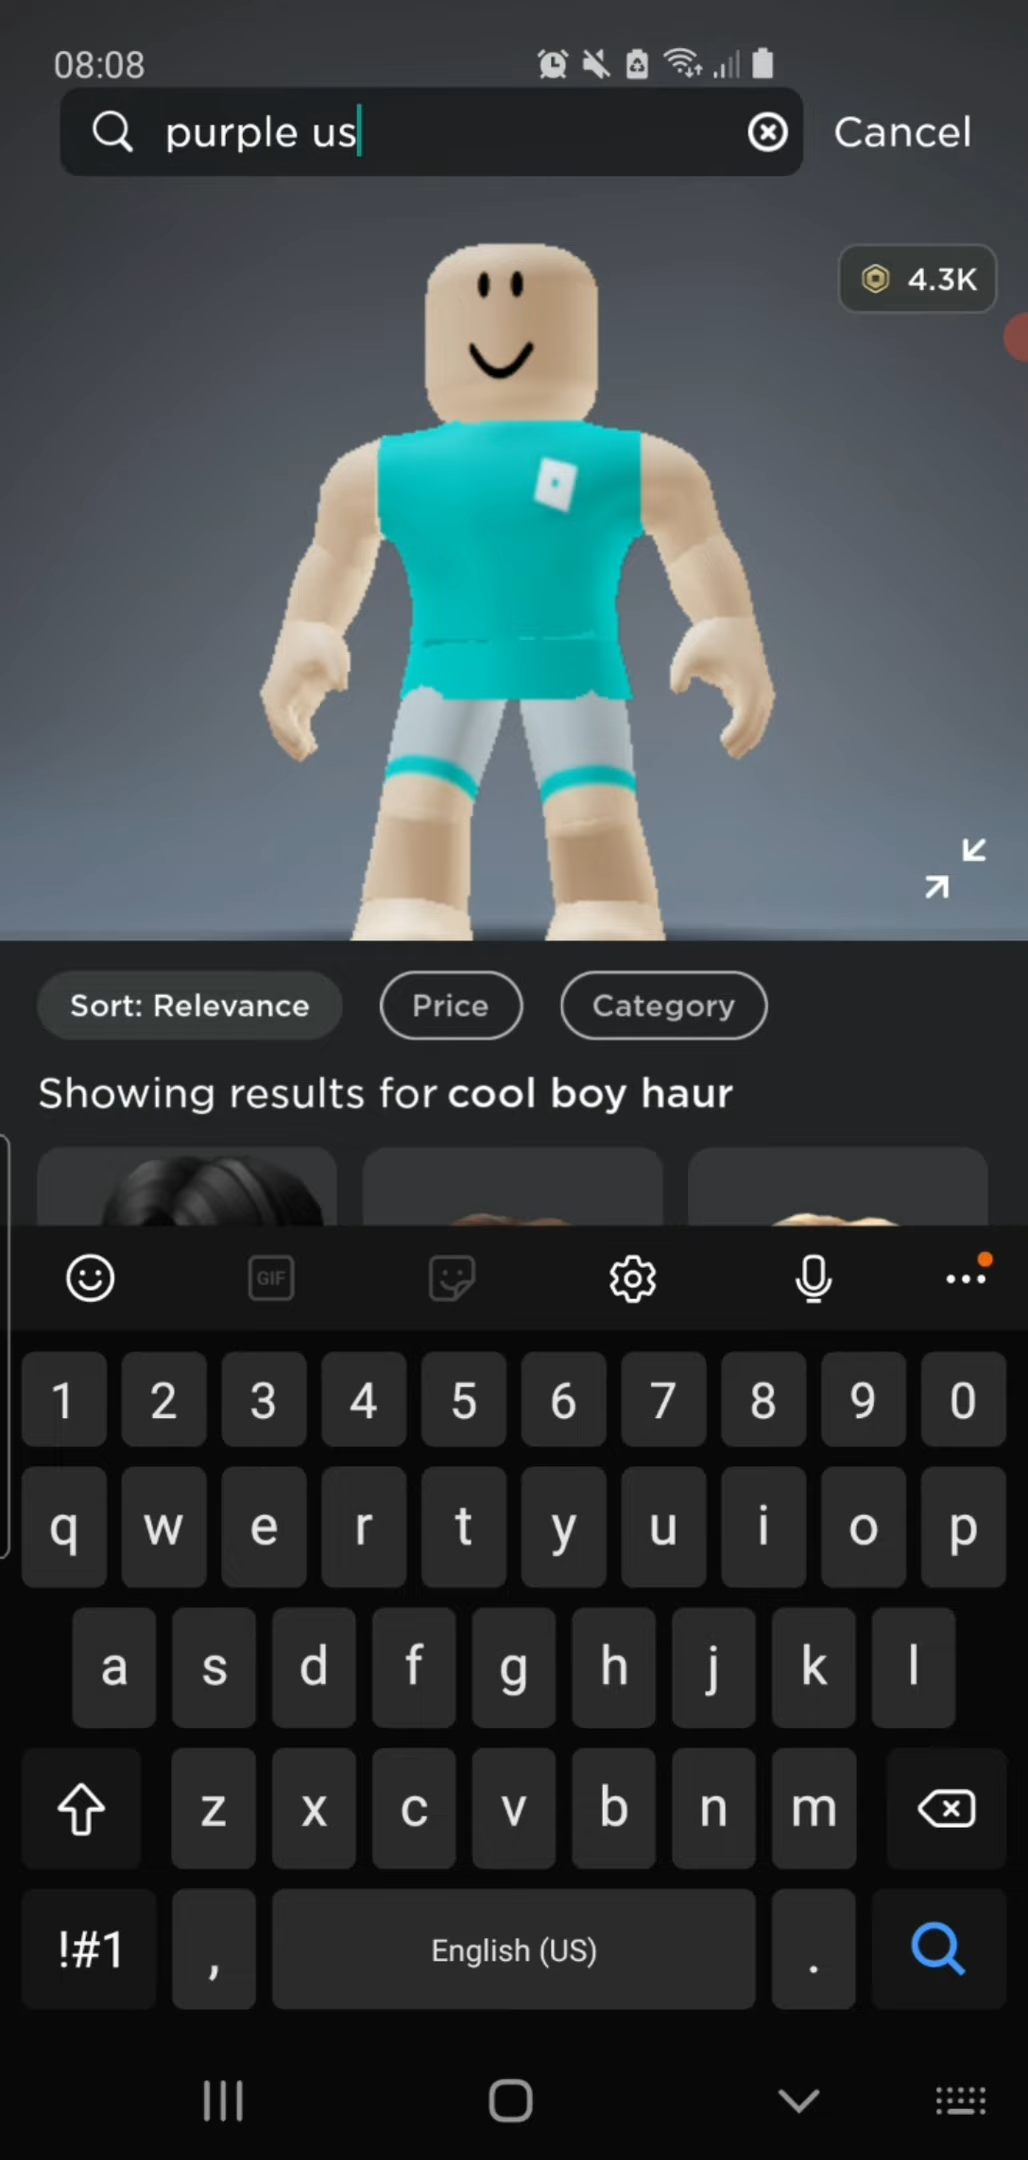 08:08
purple us
Cancel
4.3K
Sort: Relevance
Price
Category
Showing results for cool boy haur
GIF
1 2 3 4 5 6 7 8 9 0
q w e r t y u i o p
a s d f g h j k l
z x c v b n m
!#1 , English (US) .